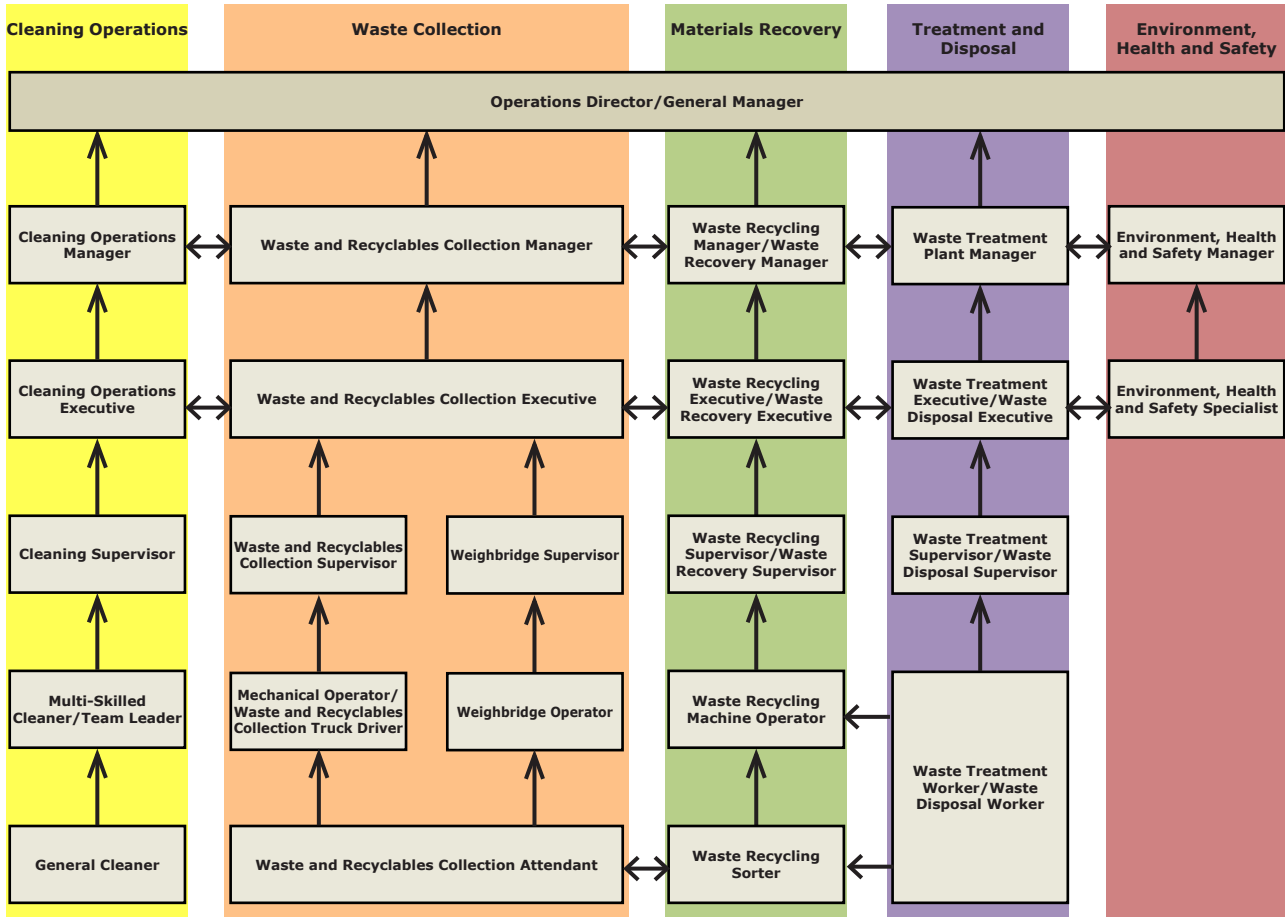 Cleaning Operations
Waste Collection
Materials Recovery
Treatment and
Disposal
Environment,
Health and Safety
Operations Director/General Manager
Cleaning Operations
Manager
Waste and Recyclables Collection Manager
Waste Recycling
Manager/Waste
Recovery Manager
Waste Treatment
Plant Manager
Environment, Health
and Safety Manager
Cleaning Operations
Executive
Waste and Recyclables Collection Executive
Waste Recycling
Executive/Waste
Recovery Executive
Waste Treatment
Executive/Waste
Disposal Executive
Environment, Health
and Safety Specialist
Cleaning Supervisor
Waste and Recyclables
Collection Supervisor
Weighbridge Supervisor
Waste Recycling
Supervisor/Waste
Recovery Supervisor
Waste Treatment
Supervisor/Waste
Disposal Supervisor
Multi-Skilled
Cleaner/Team Leader
Mechanical Operator/
Waste and Recyclables
Collection Truck Driver
Weighbridge Operator
Waste Recycling
Machine Operator
Waste Treatment
Worker/Waste
Disposal Worker
General Cleaner
Waste and Recyclables Collection Attendant
Waste Recycling
Sorter